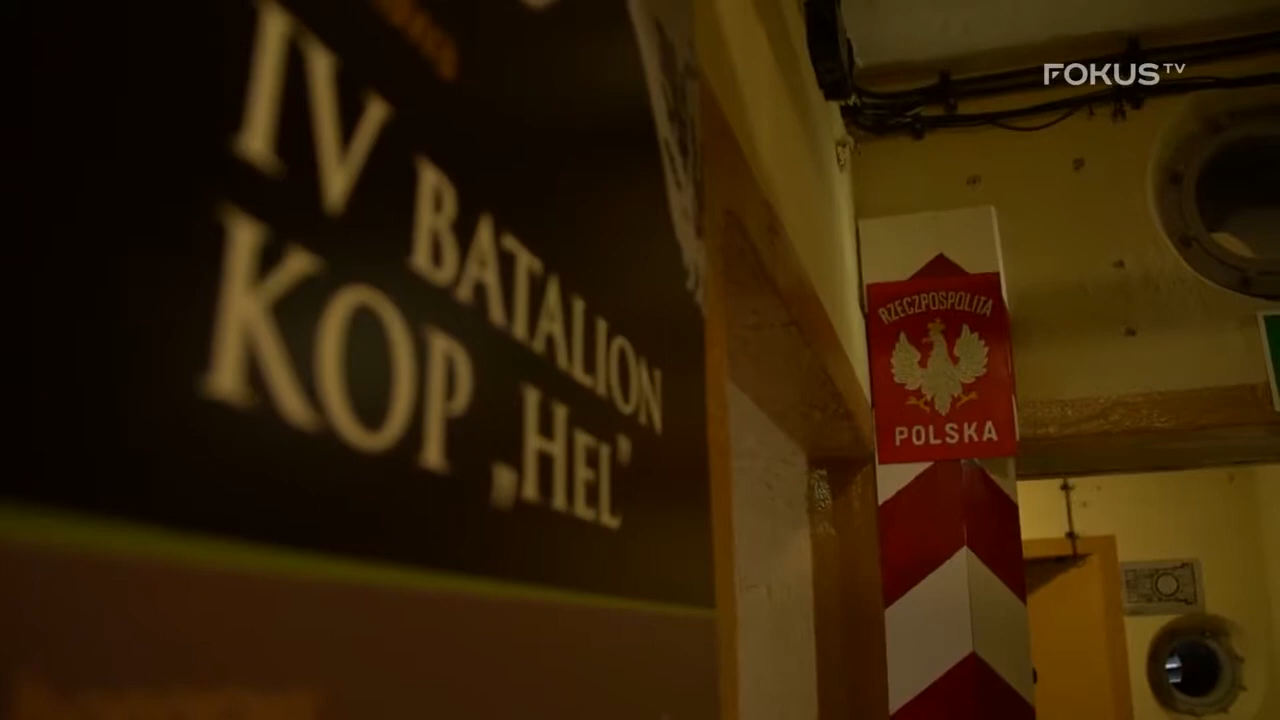 IV BATALION
KOP „HEL”
FOKUS TV
RZECZPOSPOLITA
POLSKA